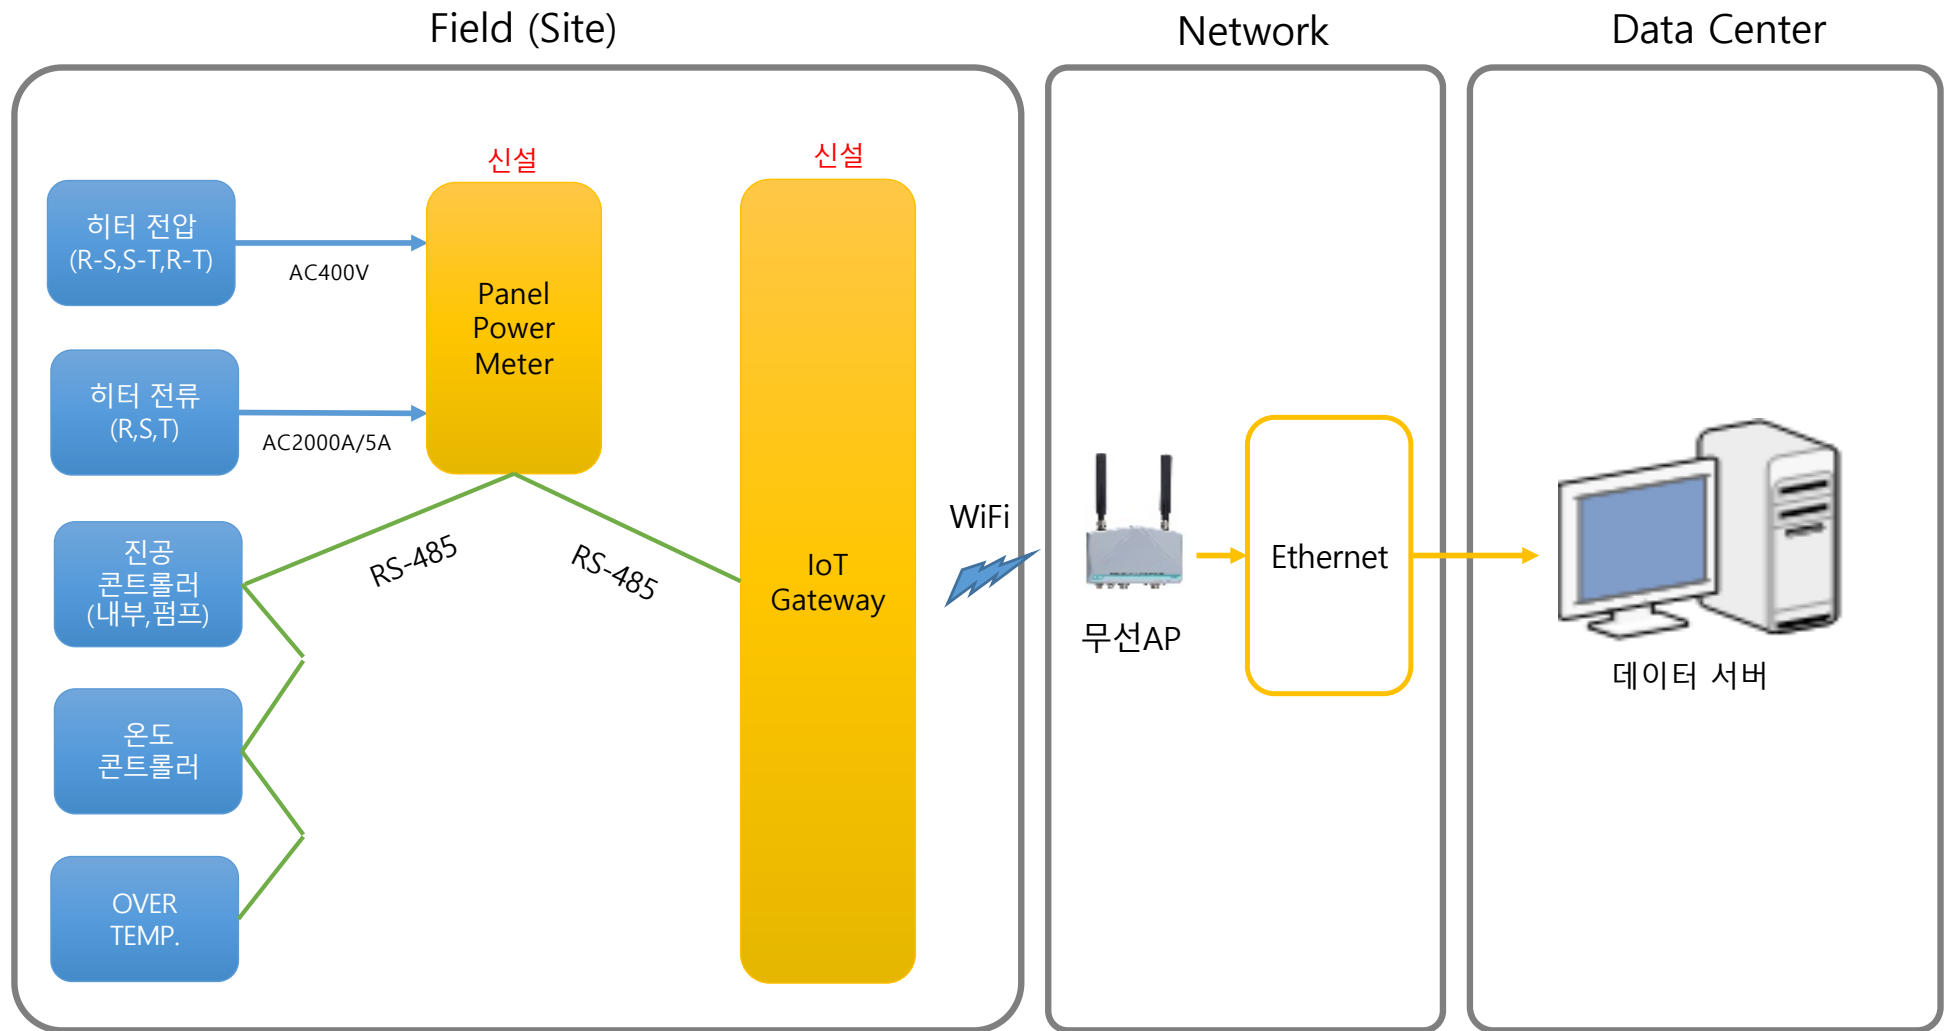 Field (Site)
Network
Data Center
신설
신설
히터 전압
(R-S,S-T,R-T)
AC400V
Panel
Power
Meter
히터 전류
(R,S,T)
AC2000A/5A
진공
콘트롤러
(내부,펌프)
RS-485
RS-485
IoT
Gateway
WiFi
무선AP
Ethernet
데이터 서버
온도
콘트롤러
OVER
TEMP.